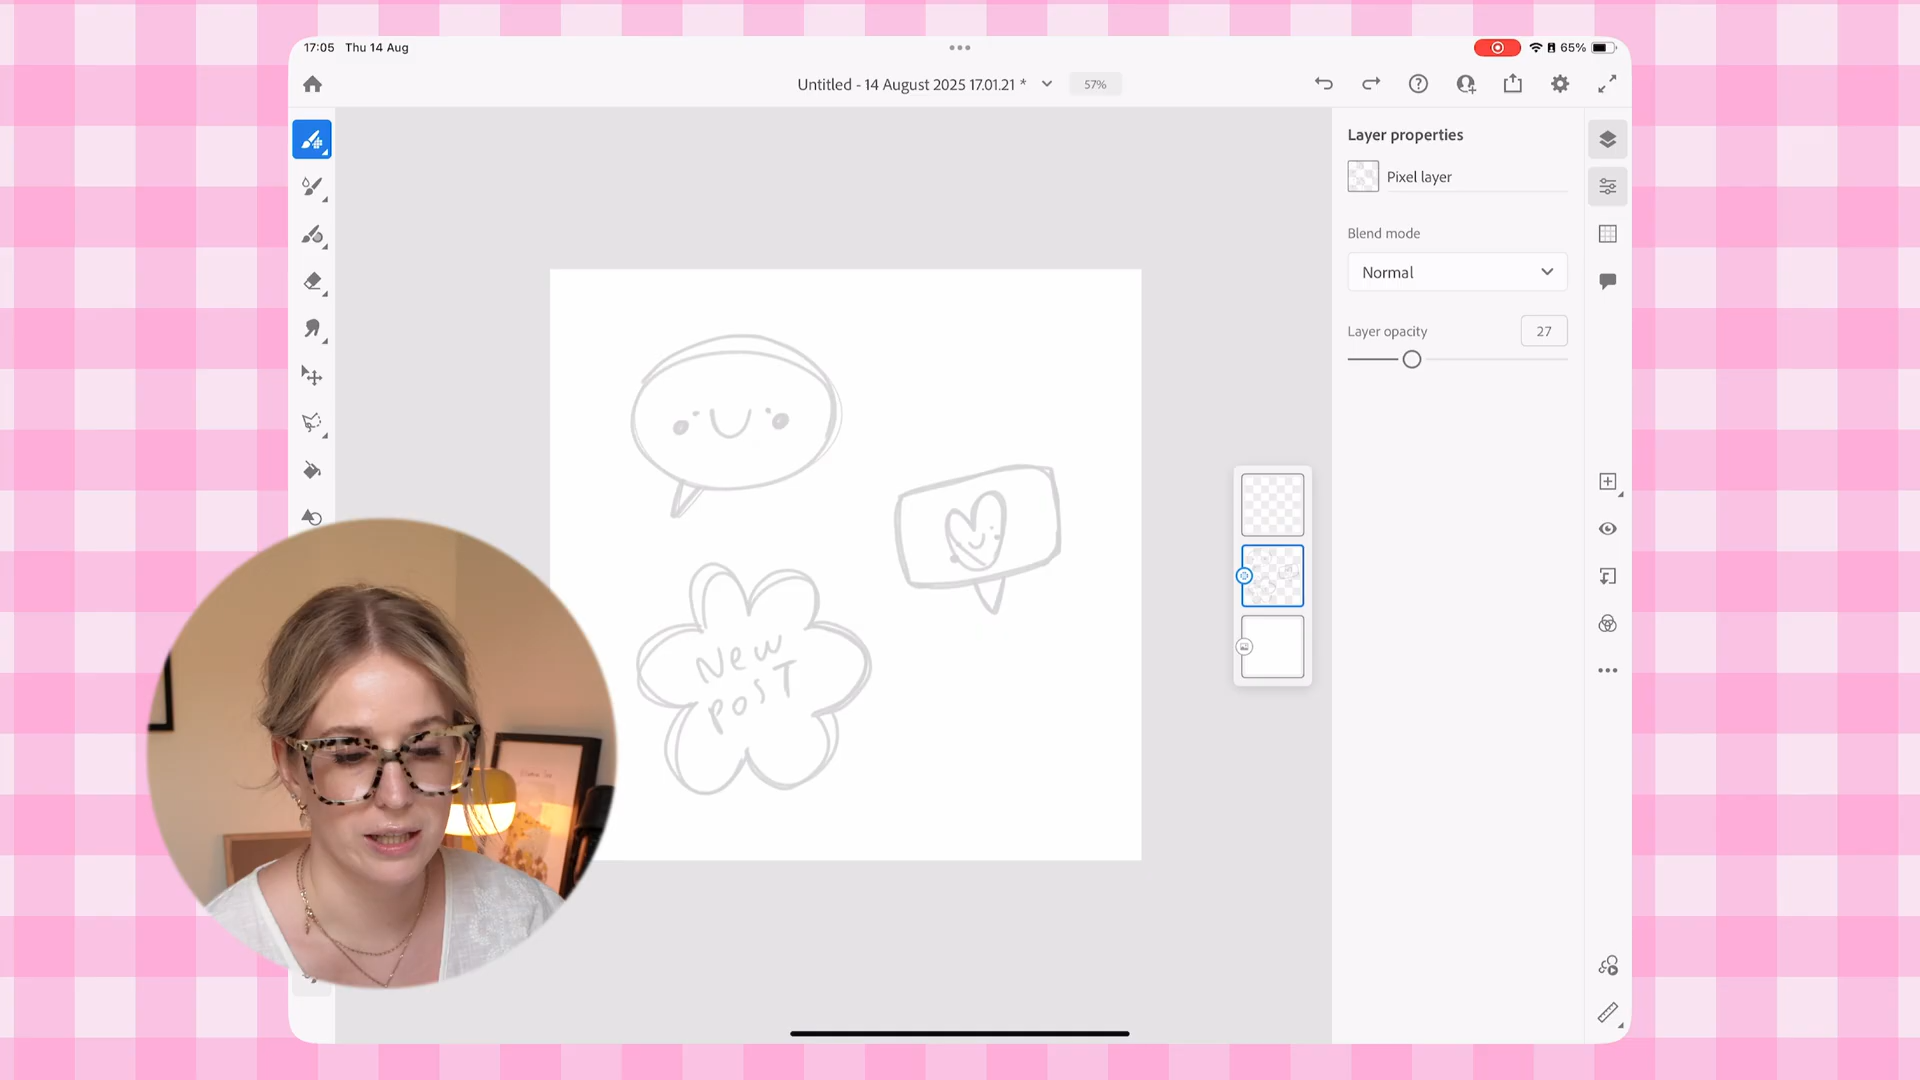 17:05 Thu 14 Aug
65%
Untitled - 14 August 2025 17.01.21 *
57%
Layer properties
Pixel layer
Blend mode
Normal
Layer opacity
27
New
post